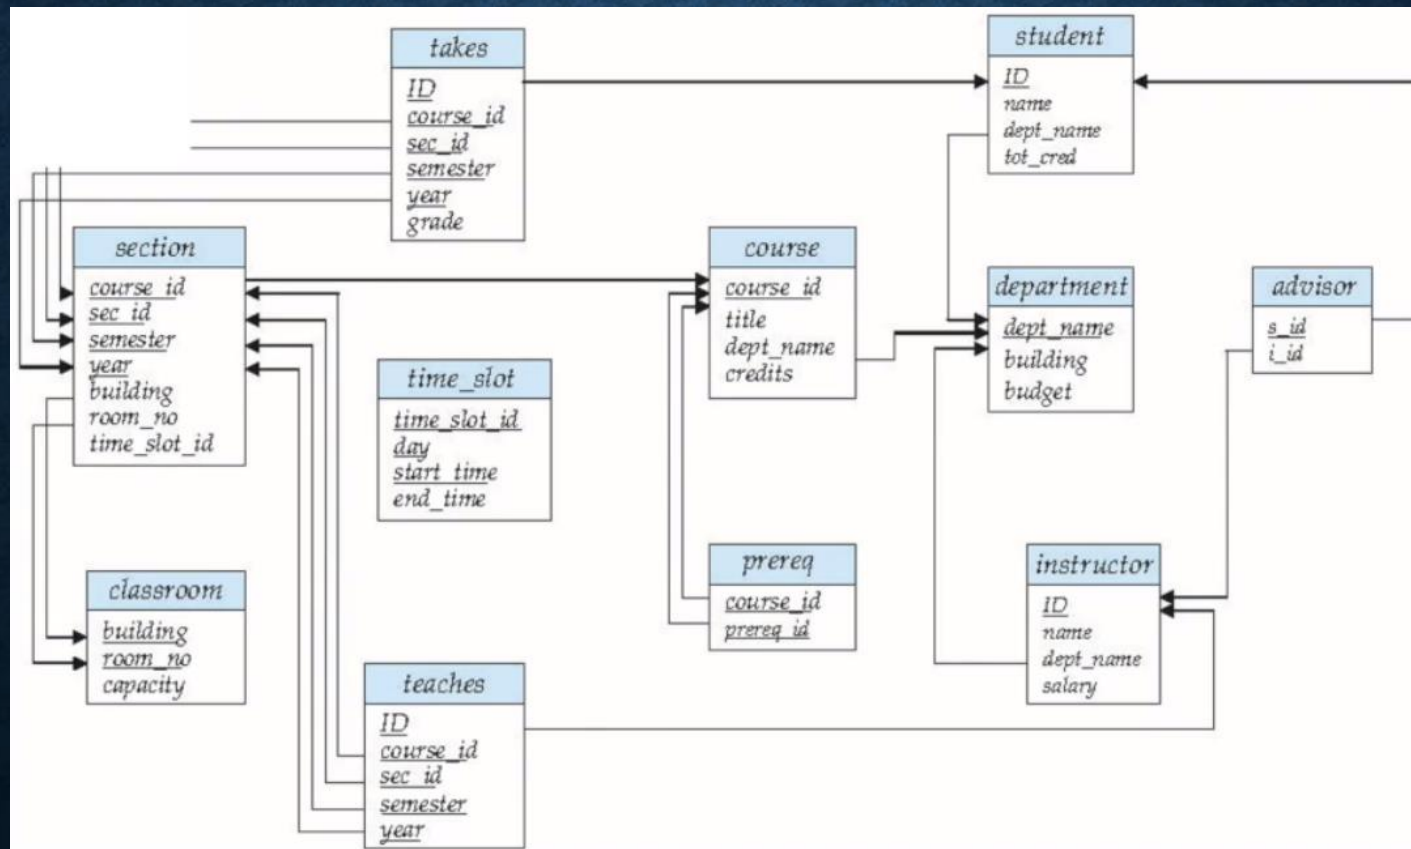 takes
ID
course_id
sec_id
semester
year
grade
student
ID
name
dept_name
tot_cred
section
course_id
sec_id
semester
year
building
room_no
time_slot_id
course
course_id
title
dept_name
credits
department
dept_name
building
budget
advisor
s_id
i_id
time_slot
time_slot_id
day
start_time
end_time
classroom
building
room_no
capacity
prereq
course_id
prereq_id
instructor
ID
name
dept_name
salary
teaches
ID
course_id
sec_id
semester
year